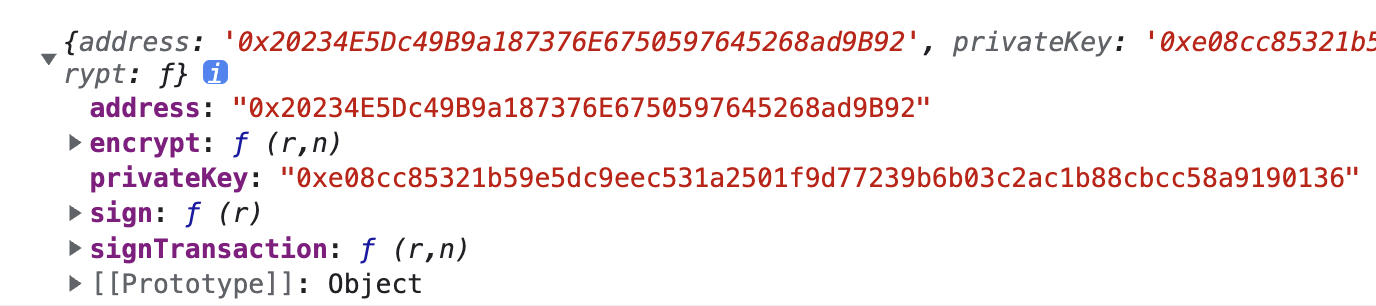 {address: '0x20234E5Dc49B9a187376E6750597645268ad9B92', privateKey: '0xe08cc85321b5
rypt: ƒ} i
address: "0x20234E5Dc49B9a187376E6750597645268ad9B92"
encrypt: ƒ (r,n)
privateKey: "0xe08cc85321b59e5dc9eec531a2501f9d77239b6b03c2ac1b88cbcc58a9190136"
sign: ƒ (r)
signTransaction: ƒ (r,n)
[[Prototype]]: Object